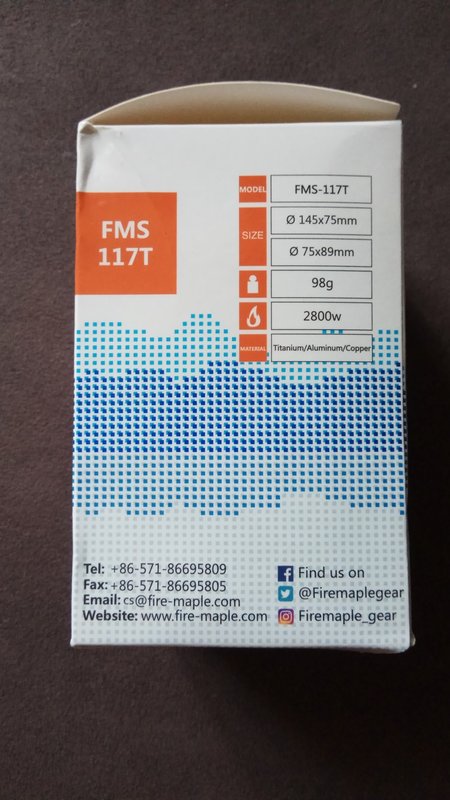 FMS
117T
MODEL FMS-117T
SIZE Ø 145x75mm
Ø 75x89mm
98g
2800w
MATERIAL Titanium/Aluminum/Copper
Tel: +86-571-86695809
Fax: +86-571-86695805
Email: cs@fire-maple.com
Website: www.fire-maple.com
Find us on
@Firemaplegear
Firemaple_gear